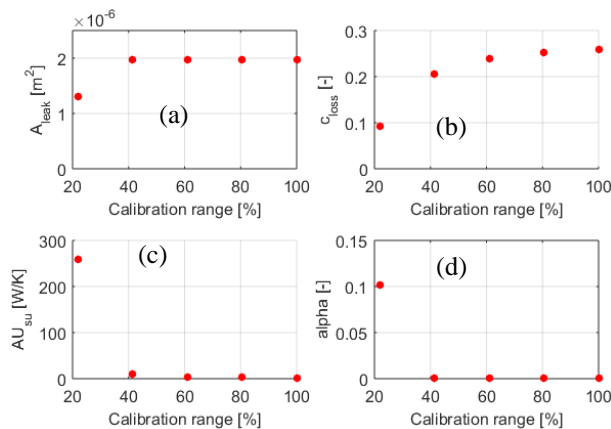 ×10⁻⁶
2
1
0
A_leak [m²]
(a)
20 40 60 80 100
Calibration range [%]
0.3
0.2
0.1
0
c_loss [-]
(b)
20 40 60 80 100
Calibration range [%]
300
200
100
0
AU_su [W/K]
(c)
20 40 60 80 100
Calibration range [%]
0.15
0.1
0.05
0
alpha [-]
(d)
20 40 60 80 100
Calibration range [%]